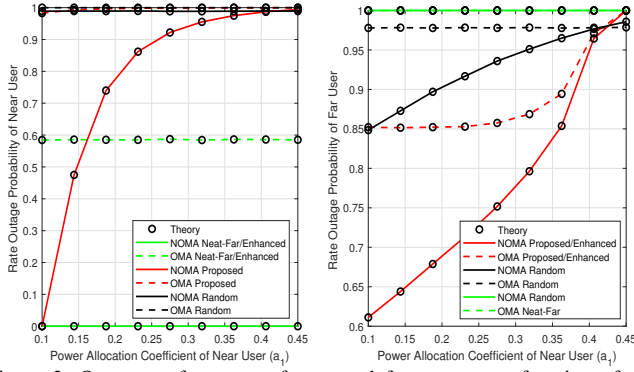 1
0.9
0.8
0.7
0.6
0.5
0.4
0.3
0.2
0.1
0
Rate Outage Probability of Near User
Theory
NOMA Neat-Far/Enhanced
OMA Neat-Far/Enhanced
NOMA Proposed
OMA Proposed
NOMA Random
OMA Random
0.1 0.15 0.2 0.25 0.3 0.35 0.4 0.45
Power Allocation Coefficient of Near User (a1)
1
0.95
0.9
0.85
0.8
0.75
0.7
0.65
0.6
Rate Outage Probability of Far User
Theory
NOMA Proposed/Enhanced
OMA Proposed/Enhanced
NOMA Random
OMA Random
NOMA Random
OMA Neat-Far
0.1 0.15 0.2 0.25 0.3 0.35 0.4 0.45
Power Allocation Coefficient of Near User (a1)